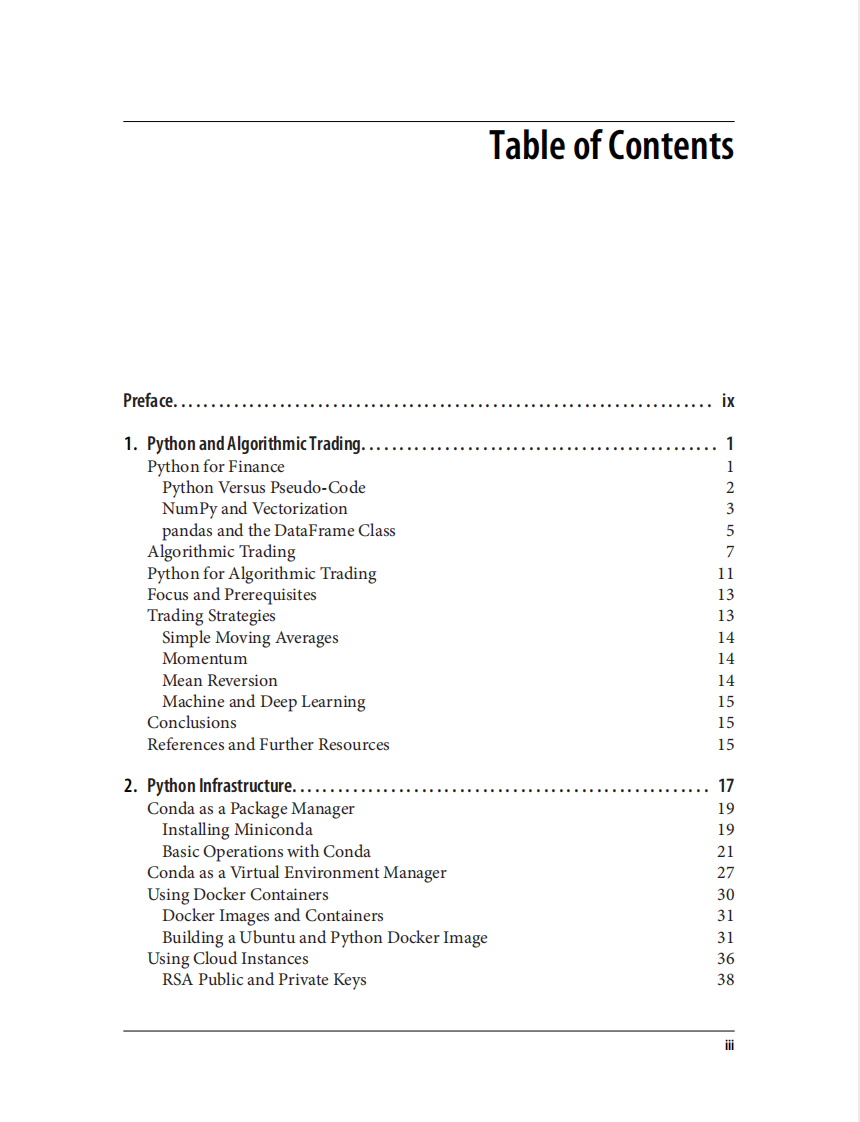 Table of Contents
Preface. . . . . . . . . . . . . . . . . . . . . . . . . . . . . . . . . . . . . . . . . . . . . . . . . . . . . . . . . . . . . . . . . . . . . . ix
1. Python and Algorithmic Trading. . . . . . . . . . . . . . . . . . . . . . . . . . . . . . . . . . . . . . . . . . . . . . 1
Python for Finance 1
Python Versus Pseudo-Code 2
NumPy and Vectorization 3
pandas and the DataFrame Class 5
Algorithmic Trading 7
Python for Algorithmic Trading 11
Focus and Prerequisites 13
Trading Strategies 13
Simple Moving Averages 14
Momentum 14
Mean Reversion 14
Machine and Deep Learning 15
Conclusions 15
References and Further Resources 15
2. Python Infrastructure. . . . . . . . . . . . . . . . . . . . . . . . . . . . . . . . . . . . . . . . . . . . . . . . . . . . . . 17
Conda as a Package Manager 19
Installing Miniconda 19
Basic Operations with Conda 21
Conda as a Virtual Environment Manager 27
Using Docker Containers 30
Docker Images and Containers 31
Building a Ubuntu and Python Docker Image 31
Using Cloud Instances 36
RSA Public and Private Keys 38
iii